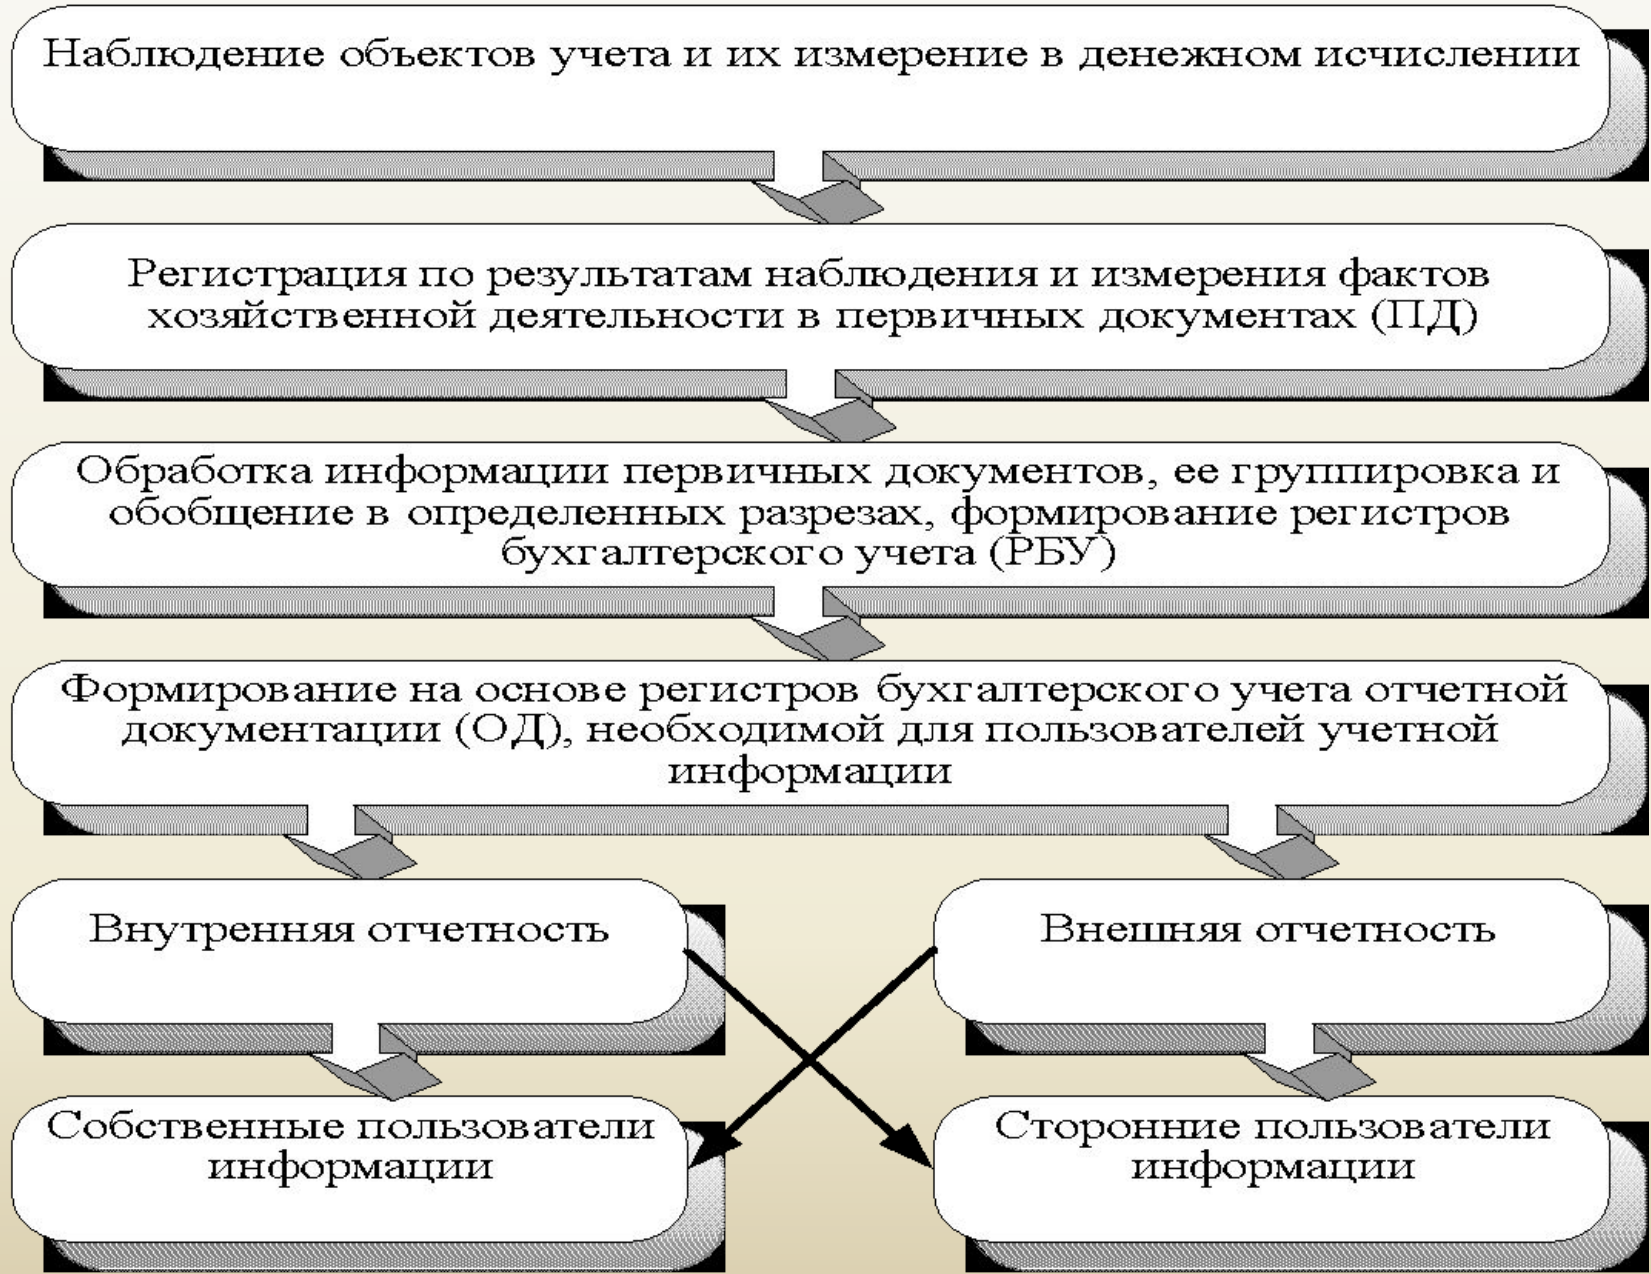 Наблюдение объектов учета и их измерение в денежном исчислении
Регистрация по результатам наблюдения и измерения фактов
хозяйственной деятельности в первичных документах (ПД)
Обработка информации первичных документов, ее группировка и
обобщение в определенных разрезах, формирование регистров
бухгалтерского учета (РБУ)
Формирование на основе регистров бухгалтерского учета отчетной
документации (ОД), необходимой для пользователей учетной
информации
Внутренняя отчетность
Внешняя отчетность
Собственные пользователи
информации
Сторонние пользователи
информации